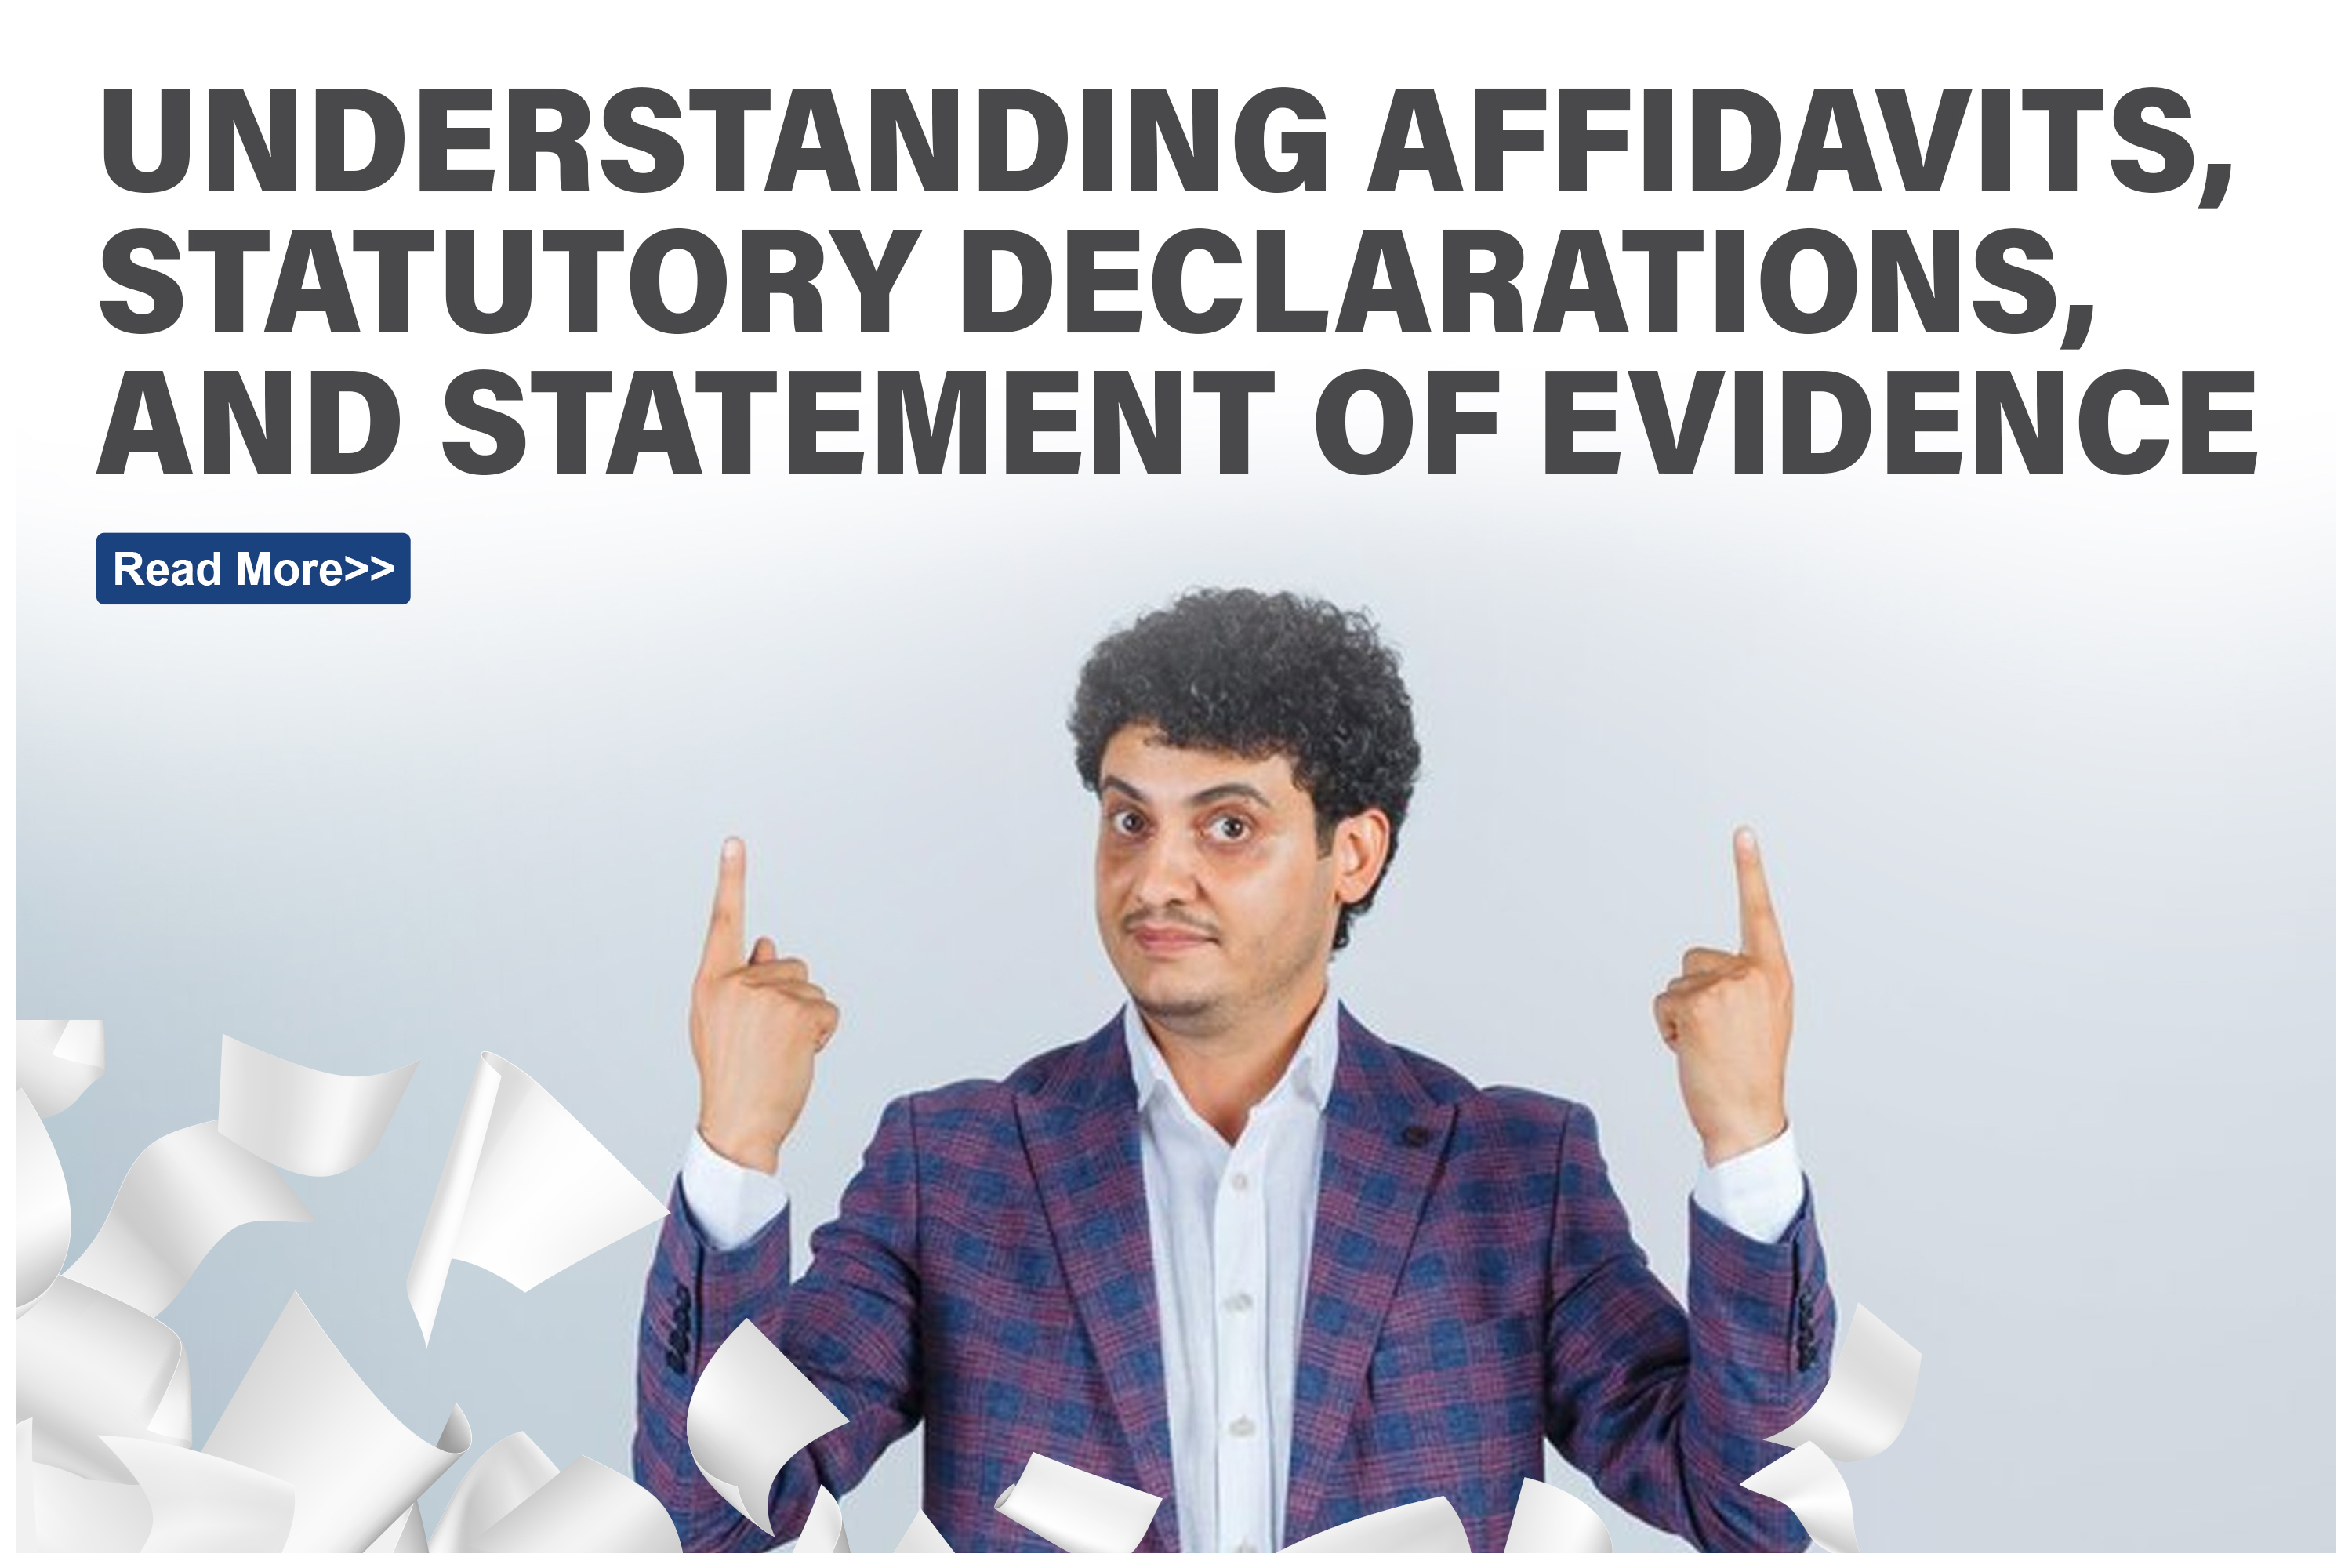 UNDERSTANDING AFFIDAVITS,
STATUTORY DECLARATIONS,
AND STATEMENT OF EVIDENCE
Read More>>